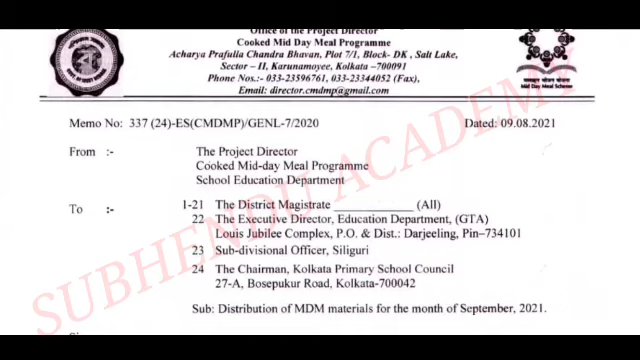 Office of the Project Director
Cooked Mid Day Meal Programme
Acharya Prafulla Chandra Bhavan, Plot 7/1, Block- DK , Salt Lake,
Sector – II, Karunamoyee, Kolkata –700091
Phone Nos.:- 033-23596761, 033-23344052 (Fax),
Email: director.cmdmp@gmail.com
Mid Day Meal Scheme
Memo No: 337 (24)-ES(CMDMP)/GENL-7/2020 Dated: 09.08.2021
From :- The Project Director
Cooked Mid-day Meal Programme
School Education Department
To :- 1-21 The District Magistrate ____________ (All)
22 The Executive Director, Education Department, (GTA)
Louis Jubilee Complex, P.O. & Dist.: Darjeeling, Pin–734101
23 Sub-divisional Officer, Siliguri
24 The Chairman, Kolkata Primary School Council
27-A, Bosepukur Road, Kolkata-700042
Sub: Distribution of MDM materials for the month of September, 2021.
SUBHENDU ACADEMY